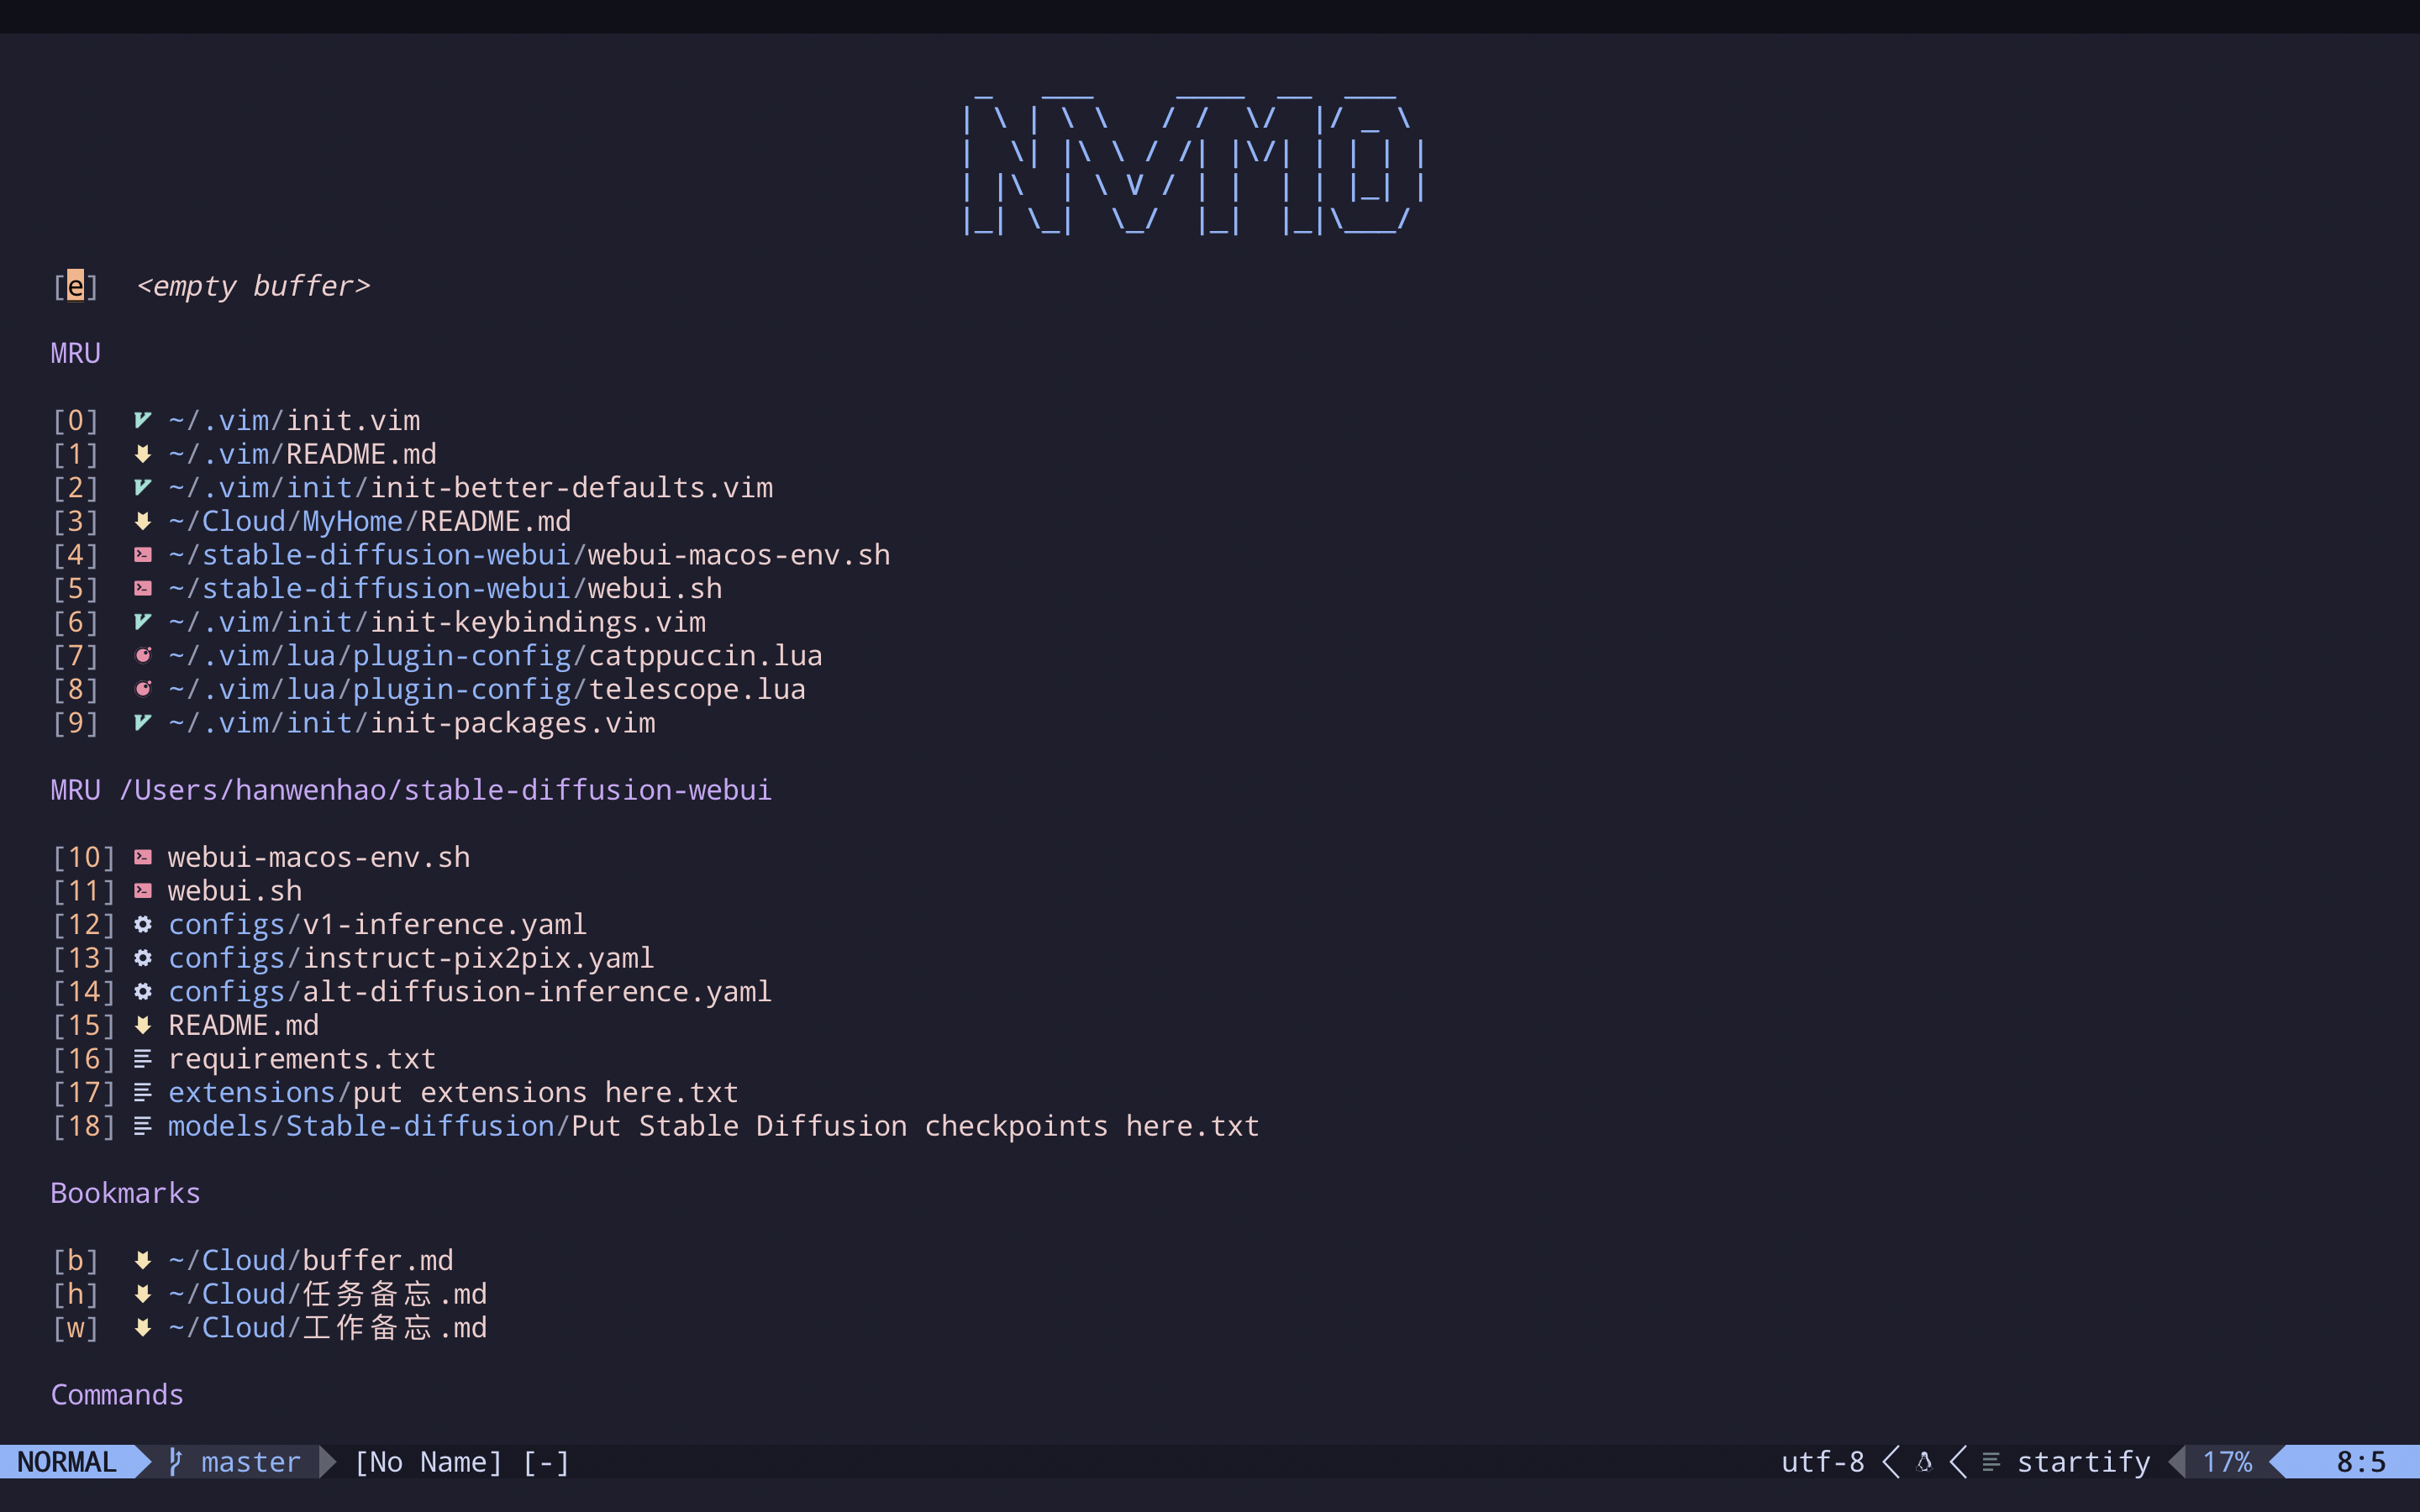 _   ___     ____  __  ___
| \ | \ \   / /  \/  |/ _ \
|  \| |\ \ / /| |\/| | | | |
| |\  | \ V / | |  | | |_| |
|_| \_|  \_/  |_|  |_|\___/
[e]  <empty buffer>
MRU
[0]  ~/.vim/init.vim
[1]  ~/.vim/README.md
[2]  ~/.vim/init/init-better-defaults.vim
[3]  ~/Cloud/MyHome/README.md
[4]  ~/stable-diffusion-webui/webui-macos-env.sh
[5]  ~/stable-diffusion-webui/webui.sh
[6]  ~/.vim/init/init-keybindings.vim
[7]  ~/.vim/lua/plugin-config/catppuccin.lua
[8]  ~/.vim/lua/plugin-config/telescope.lua
[9]  ~/.vim/init/init-packages.vim
MRU /Users/hanwenhao/stable-diffusion-webui
[10] webui-macos-env.sh
[11] webui.sh
[12] configs/v1-inference.yaml
[13] configs/instruct-pix2pix.yaml
[14] configs/alt-diffusion-inference.yaml
[15] README.md
[16] requirements.txt
[17] extensions/put extensions here.txt
[18] models/Stable-diffusion/Put Stable Diffusion checkpoints here.txt
Bookmarks
[b]  ~/Cloud/buffer.md
[h]  ~/Cloud/任务备忘.md
[w]  ~/Cloud/工作备忘.md
Commands
NORMAL master [No Name] [-] utf-8 startify 17% 8:5